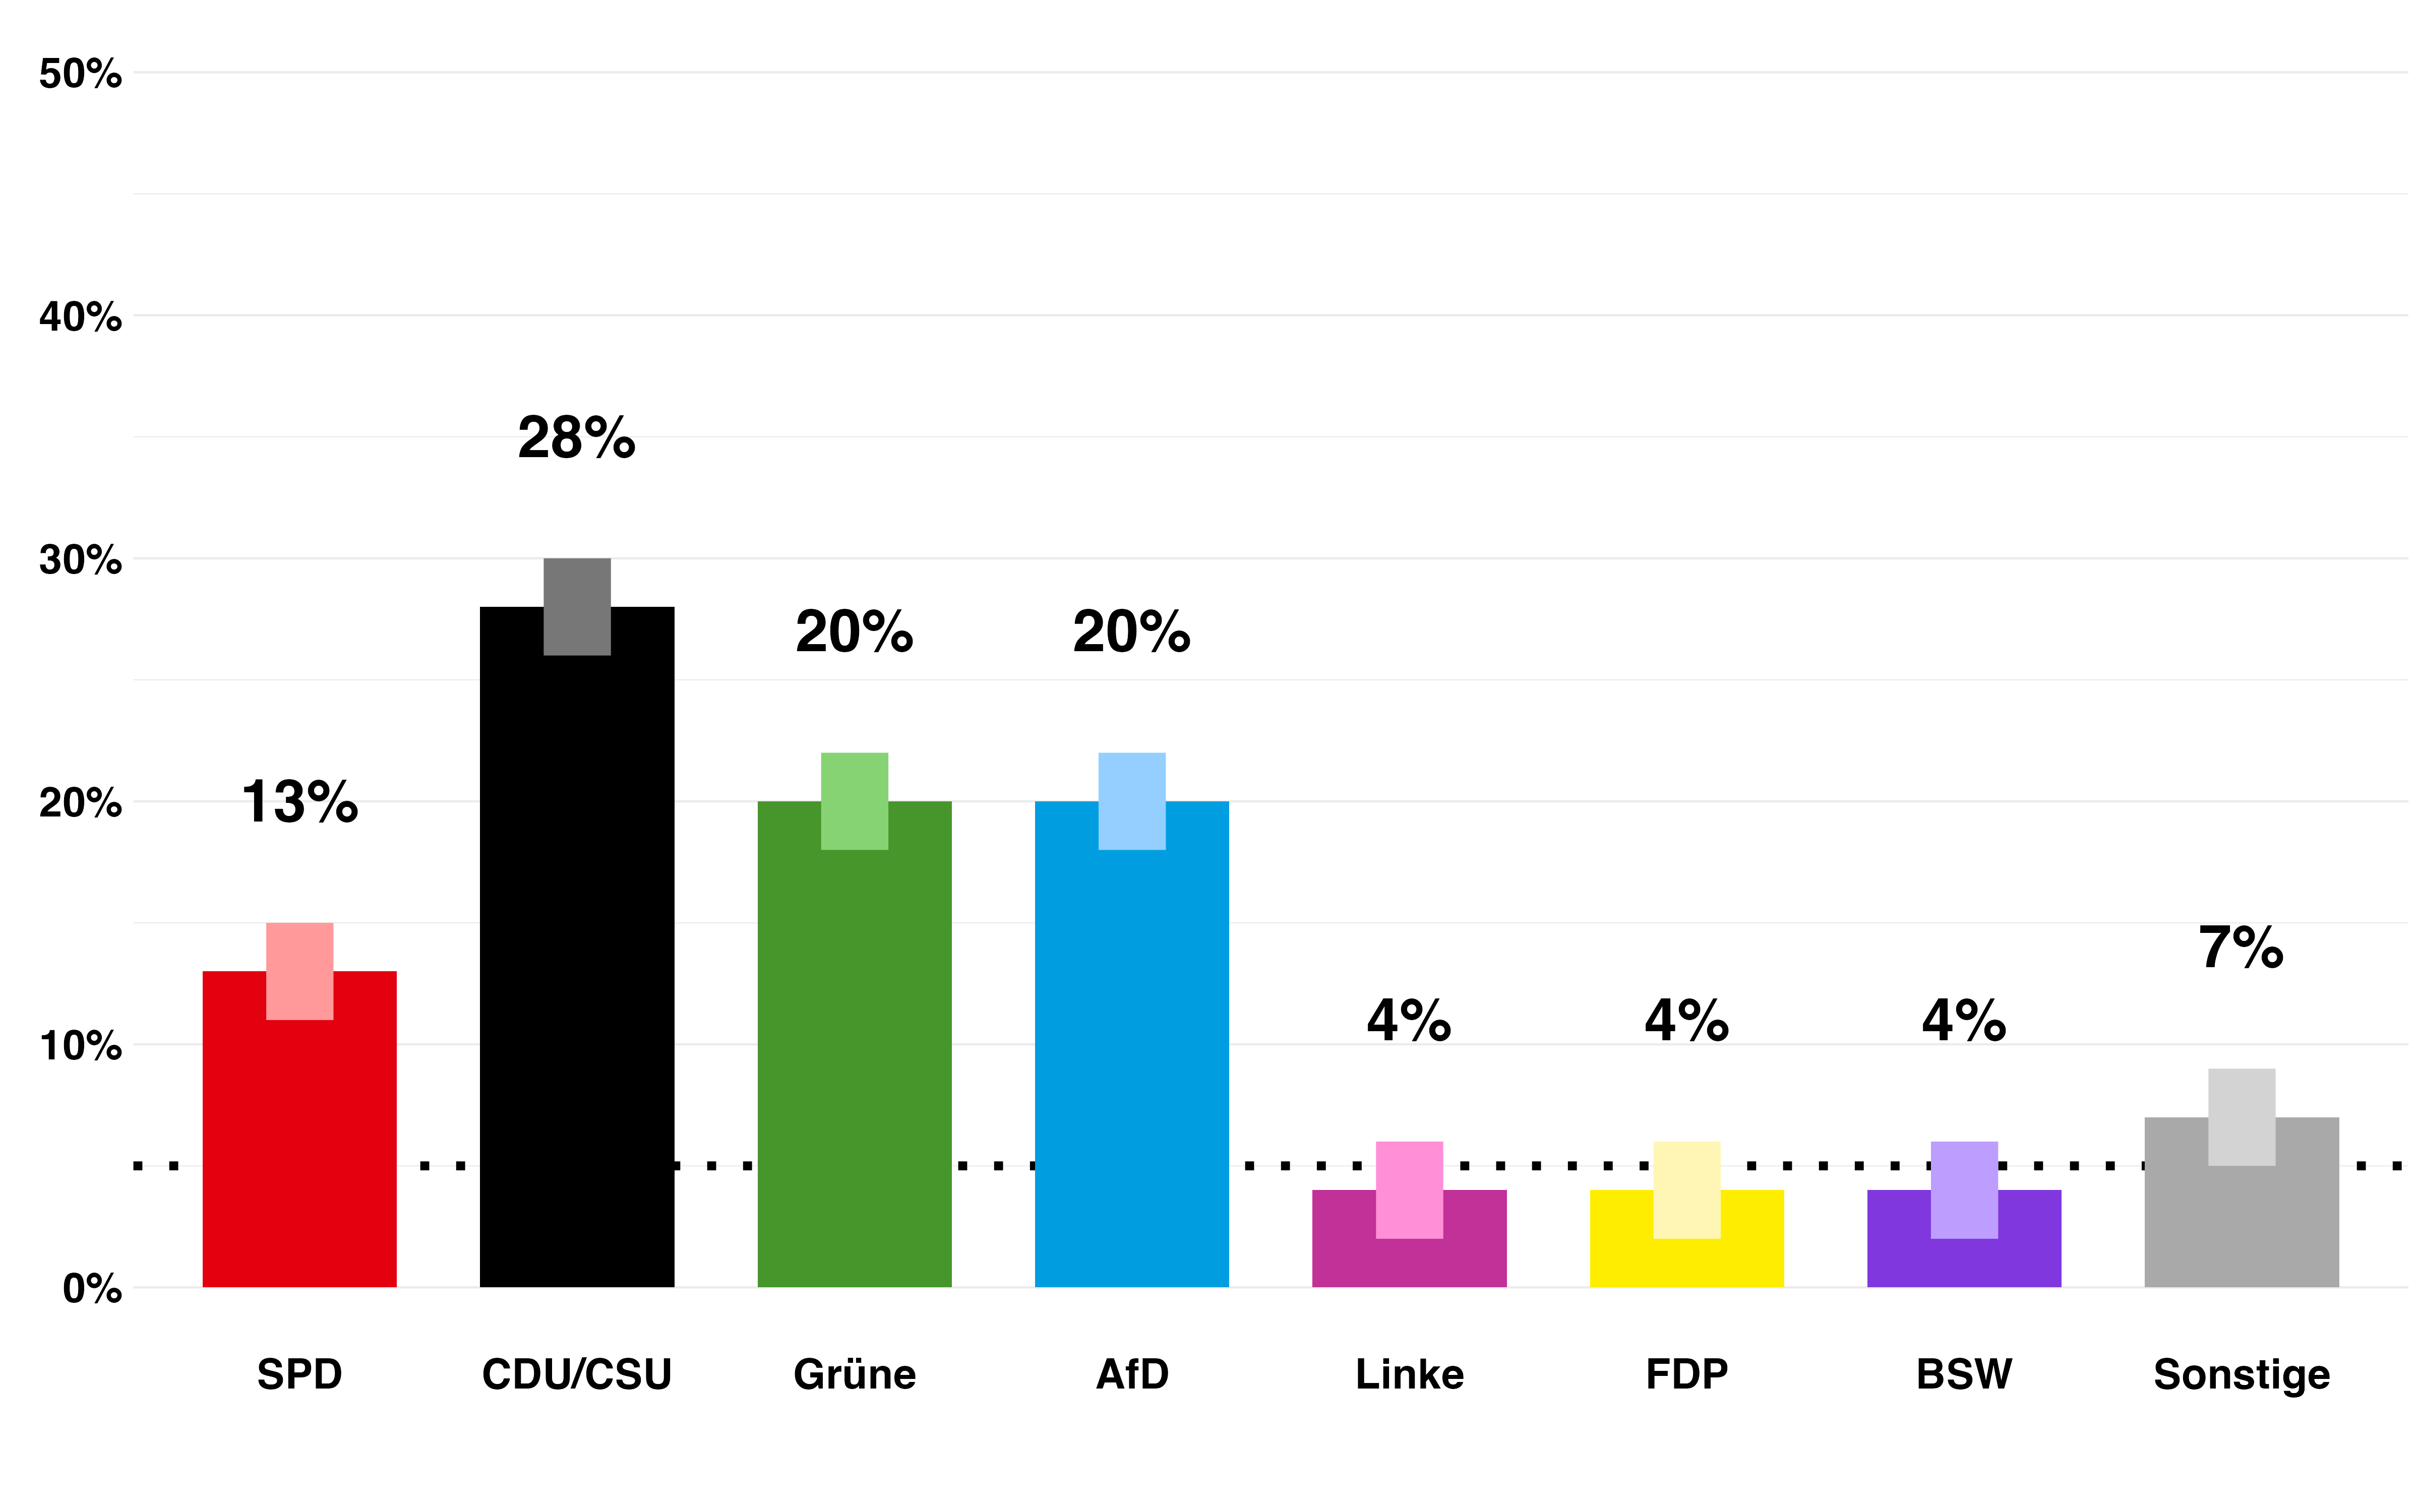 50%
40%
30%
20%
10%
0%
13%
28%
20%
20%
4%
4%
4%
7%
SPD
CDU/CSU
Grüne
AfD
Linke
FDP
BSW
Sonstige